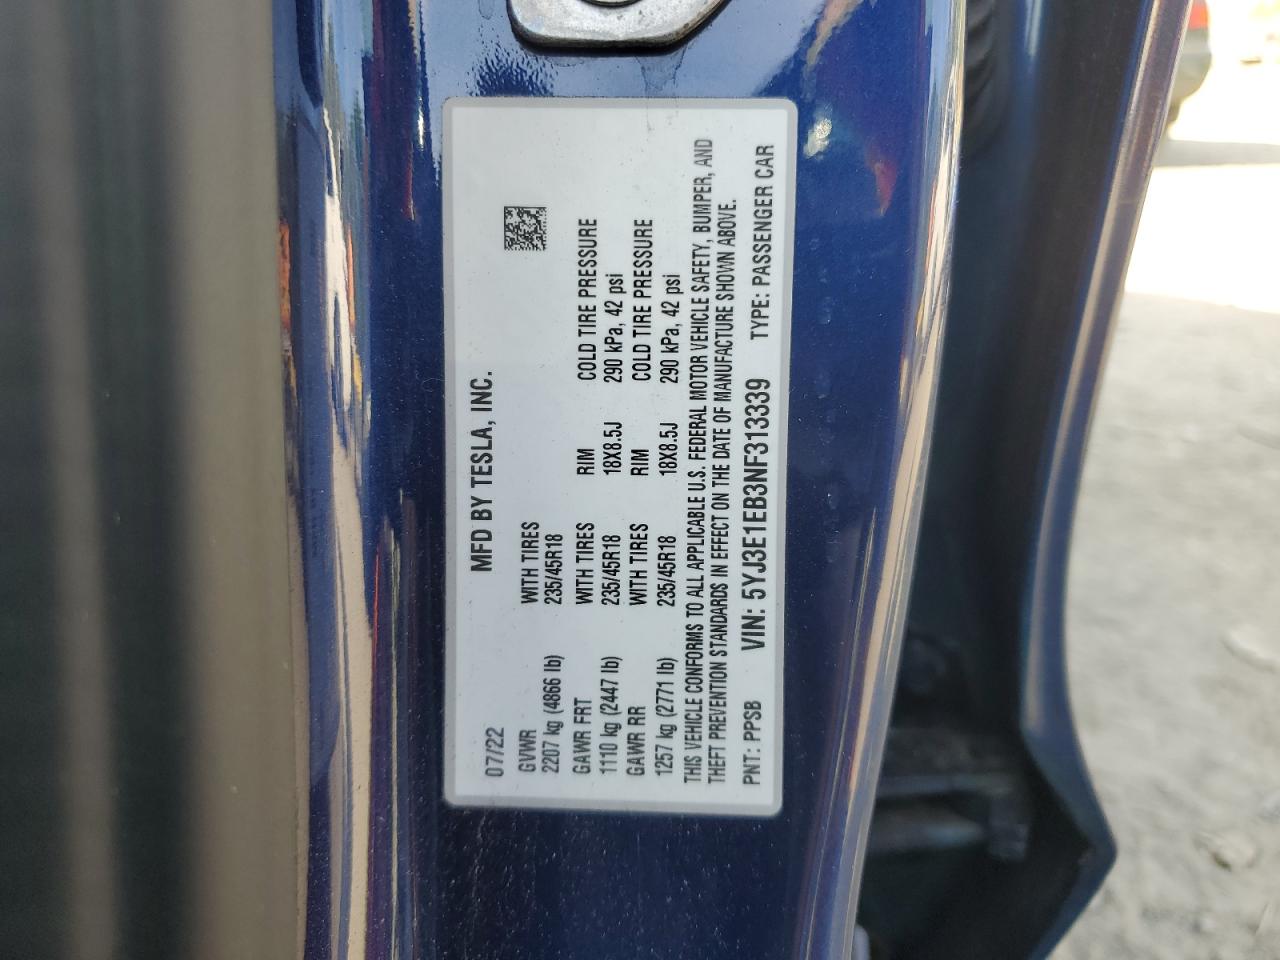 MFD BY TESLA, INC.
07/22
GVWR WITH TIRES
2207 kg (4866 lb) 235/45R18
GAWR FRT WITH TIRES RIM COLD TIRE PRESSURE
1110 kg (2447 lb) 235/45R18 18X8.5J 290 kPa, 42 psi
GAWR RR WITH TIRES RIM COLD TIRE PRESSURE
1257 kg (2771 lb) 235/45R18 18X8.5J 290 kPa, 42 psi
THIS VEHICLE CONFORMS TO ALL APPLICABLE U.S. FEDERAL MOTOR VEHICLE SAFETY, BUMPER, AND
THEFT PREVENTION STANDARDS IN EFFECT ON THE DATE OF MANUFACTURE SHOWN ABOVE.
PNT: PPSB VIN: 5YJ3E1EB3NF313339 TYPE: PASSENGER CAR